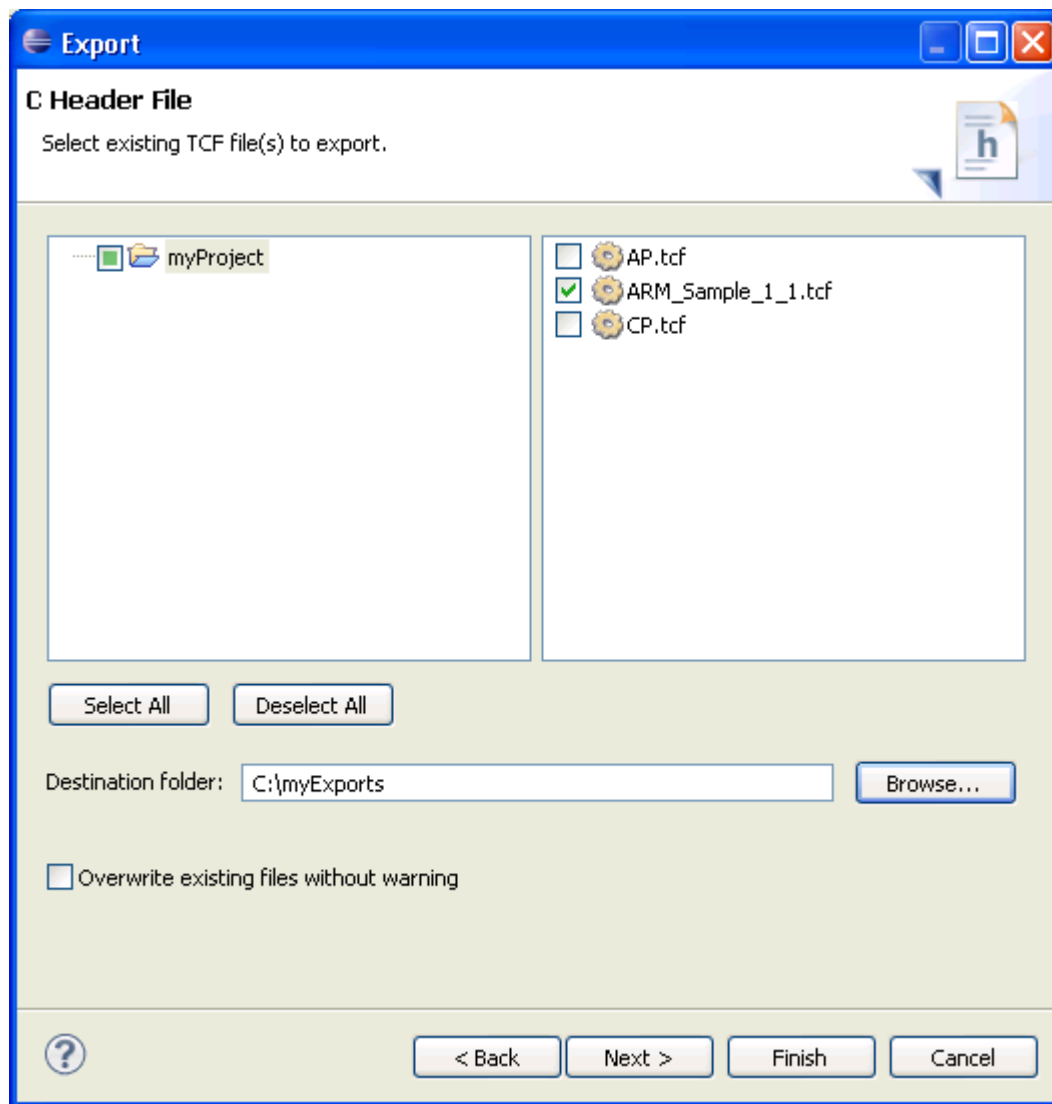 Export
C Header File
Select existing TCF file(s) to export.
h
myProject
AP.tcf
ARM_Sample_1_1.tcf
CP.tcf
Select All
Deselect All
Destination folder:
C:\myExports
Browse...
Overwrite existing files without warning
?
< Back
Next >
Finish
Cancel